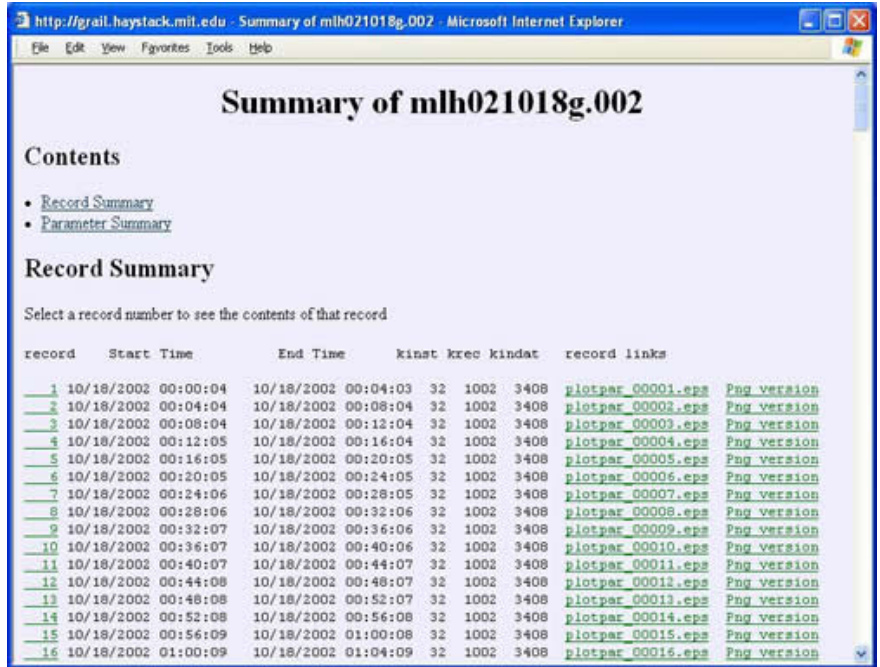 http://grail.haystack.mit.edu - Summary of mlh021018g.002 - Microsoft Internet Explorer
File Edit View Favorites Tools Help
Summary of mlh021018g.002
Contents
• Record Summary
• Parameter Summary
Record Summary
Select a record number to see the contents of that record
record Start Time End Time kinst krec kindat record links
1 10/18/2002 00:00:04 10/18/2002 00:04:03 32 1002 3408 plotpar_00001.eps Png version
2 10/18/2002 00:04:04 10/18/2002 00:08:04 32 1002 3408 plotpar_00002.eps Png version
3 10/18/2002 00:08:04 10/18/2002 00:12:04 32 1002 3408 plotpar_00003.eps Png version
4 10/18/2002 00:12:05 10/18/2002 00:16:04 32 1002 3408 plotpar_00004.eps Png version
5 10/18/2002 00:16:05 10/18/2002 00:20:05 32 1002 3408 plotpar_00005.eps Png version
6 10/18/2002 00:20:05 10/18/2002 00:24:05 32 1002 3408 plotpar_00006.eps Png version
7 10/18/2002 00:24:06 10/18/2002 00:28:05 32 1002 3408 plotpar_00007.eps Png version
8 10/18/2002 00:28:06 10/18/2002 00:32:06 32 1002 3408 plotpar_00008.eps Png version
9 10/18/2002 00:32:07 10/18/2002 00:36:06 32 1002 3408 plotpar_00009.eps Png version
10 10/18/2002 00:36:07 10/18/2002 00:40:06 32 1002 3408 plotpar_00010.eps Png version
11 10/18/2002 00:40:07 10/18/2002 00:44:07 32 1002 3408 plotpar_00011.eps Png version
12 10/18/2002 00:44:08 10/18/2002 00:48:07 32 1002 3408 plotpar_00012.eps Png version
13 10/18/2002 00:48:08 10/18/2002 00:52:07 32 1002 3408 plotpar_00013.eps Png version
14 10/18/2002 00:52:08 10/18/2002 00:56:08 32 1002 3408 plotpar_00014.eps Png version
15 10/18/2002 00:56:09 10/18/2002 01:00:08 32 1002 3408 plotpar_00015.eps Png version
16 10/18/2002 01:00:09 10/18/2002 01:04:09 32 1002 3408 plotpar_00016.eps Png version